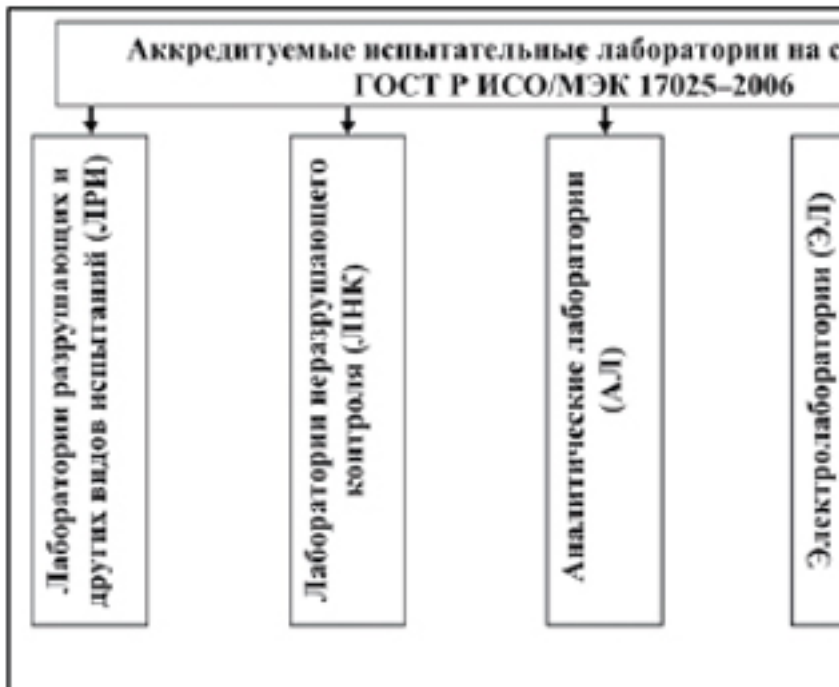 Аккредитуемые испытательные лаборатории на с
ГОСТ Р ИСО/МЭК 17025–2006
Лаборатории разрушающих и
других видов испытаний (ЛРИ)
Лаборатории неразрушающего
контроля (ЛНК)
Аналитические лаборатории
(АЛ)
Электролаборатории (ЭЛ)